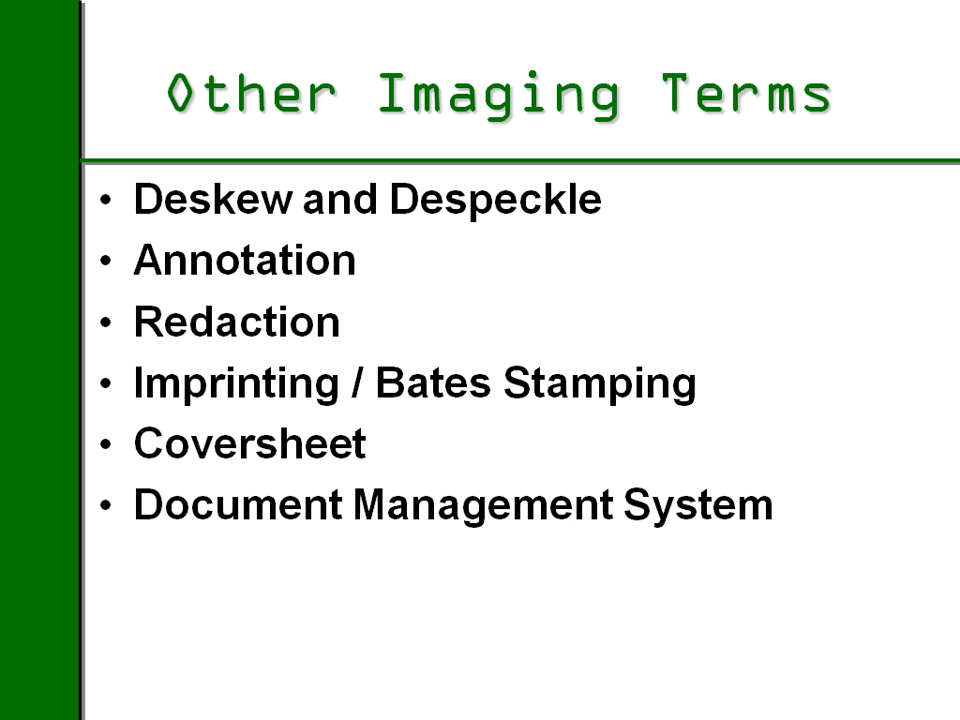 Other Imaging Terms
• Deskew and Despeckle
• Annotation
• Redaction
• Imprinting / Bates Stamping
• Coversheet
• Document Management System